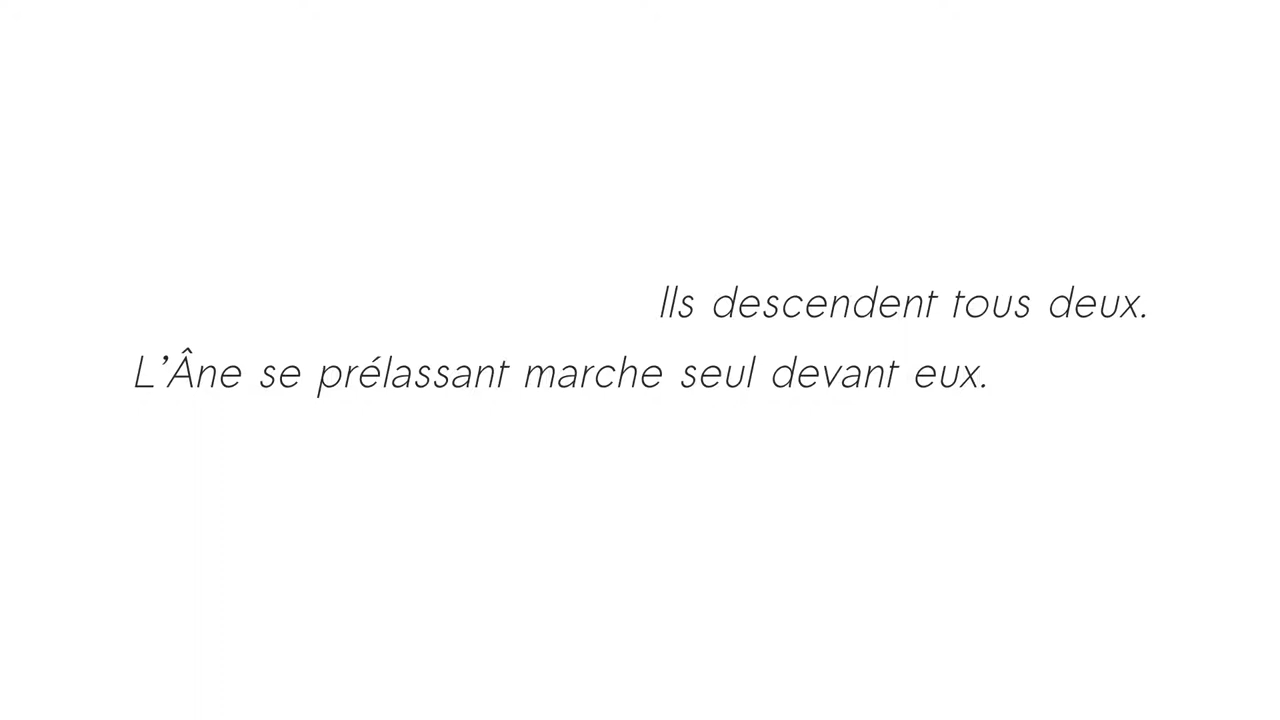 Ils descendent tous deux.
L’Âne se prélassant marche seul devant eux.